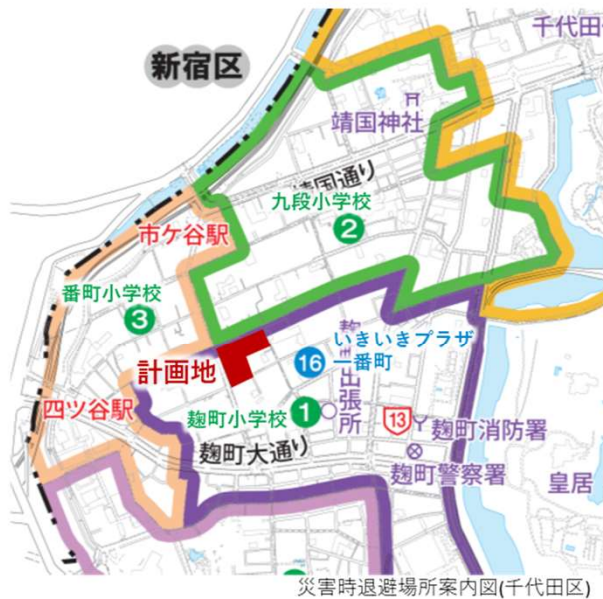 千代田
新宿区
靖国神社
靖国通り
九段小学校
2
市ケ谷駅
番町小学校
3
いきいきプラザ
一番町
16
計画地
麹町出張所
四ツ谷駅
麹町小学校
1
13
麹町消防署
麹町大通り
麹町警察署
皇居
災害時退避場所案内図(千代田区)